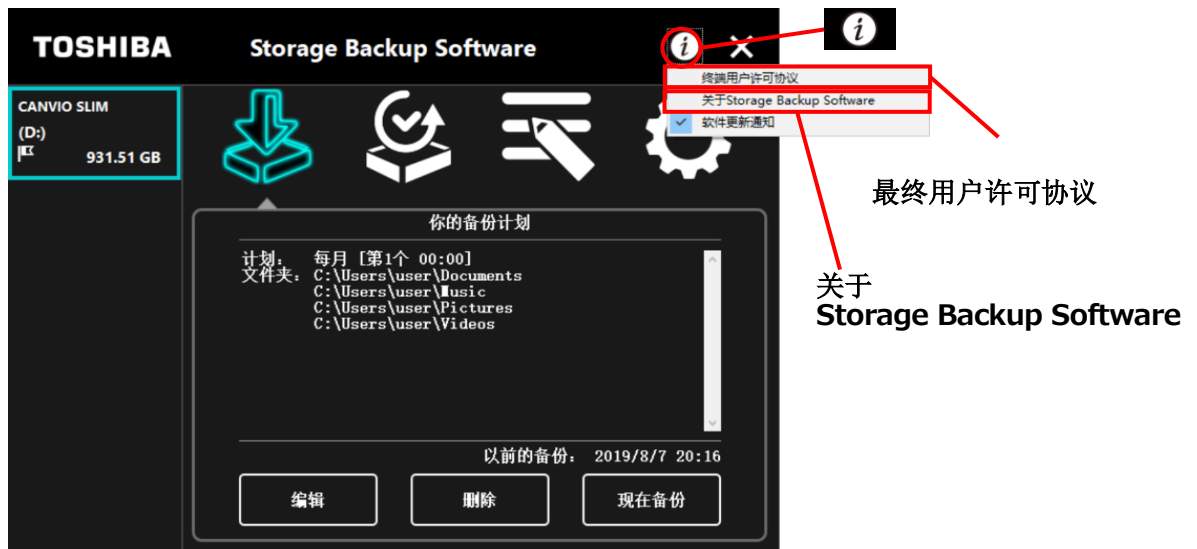 TOSHIBA
Storage Backup Software
终端用户许可协议
关于Storage Backup Software
软件更新通知
CANVIO SLIM
(D:)
931.51 GB
最终用户许可协议
你的备份计划
计划: 每月 [第1个 00:00]
文件夹: C:\Users\user\Documents
C:\Users\user\Music
C:\Users\user\Pictures
C:\Users\user\Videos
关于
Storage Backup Software
以前的备份: 2019/8/7 20:16
编辑
删除
现在备份